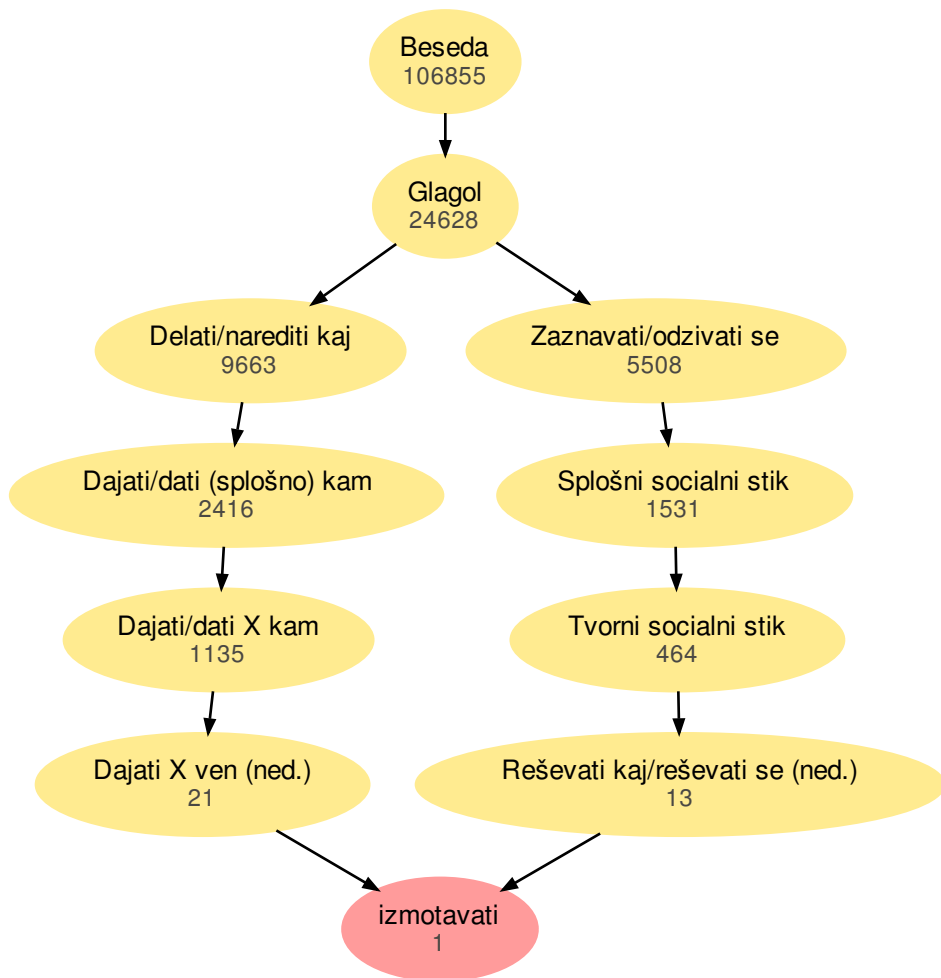 Beseda
106855
Glagol
24628
Delati/narediti kaj
9663
Zaznavati/odzivati se
5508
Dajati/dati (splošno) kam
2416
Splošni socialni stik
1531
Dajati/dati X kam
1135
Tvorni socialni stik
464
Dajati X ven (ned.)
21
Reševati kaj/reševati se (ned.)
13
izmotavati
1